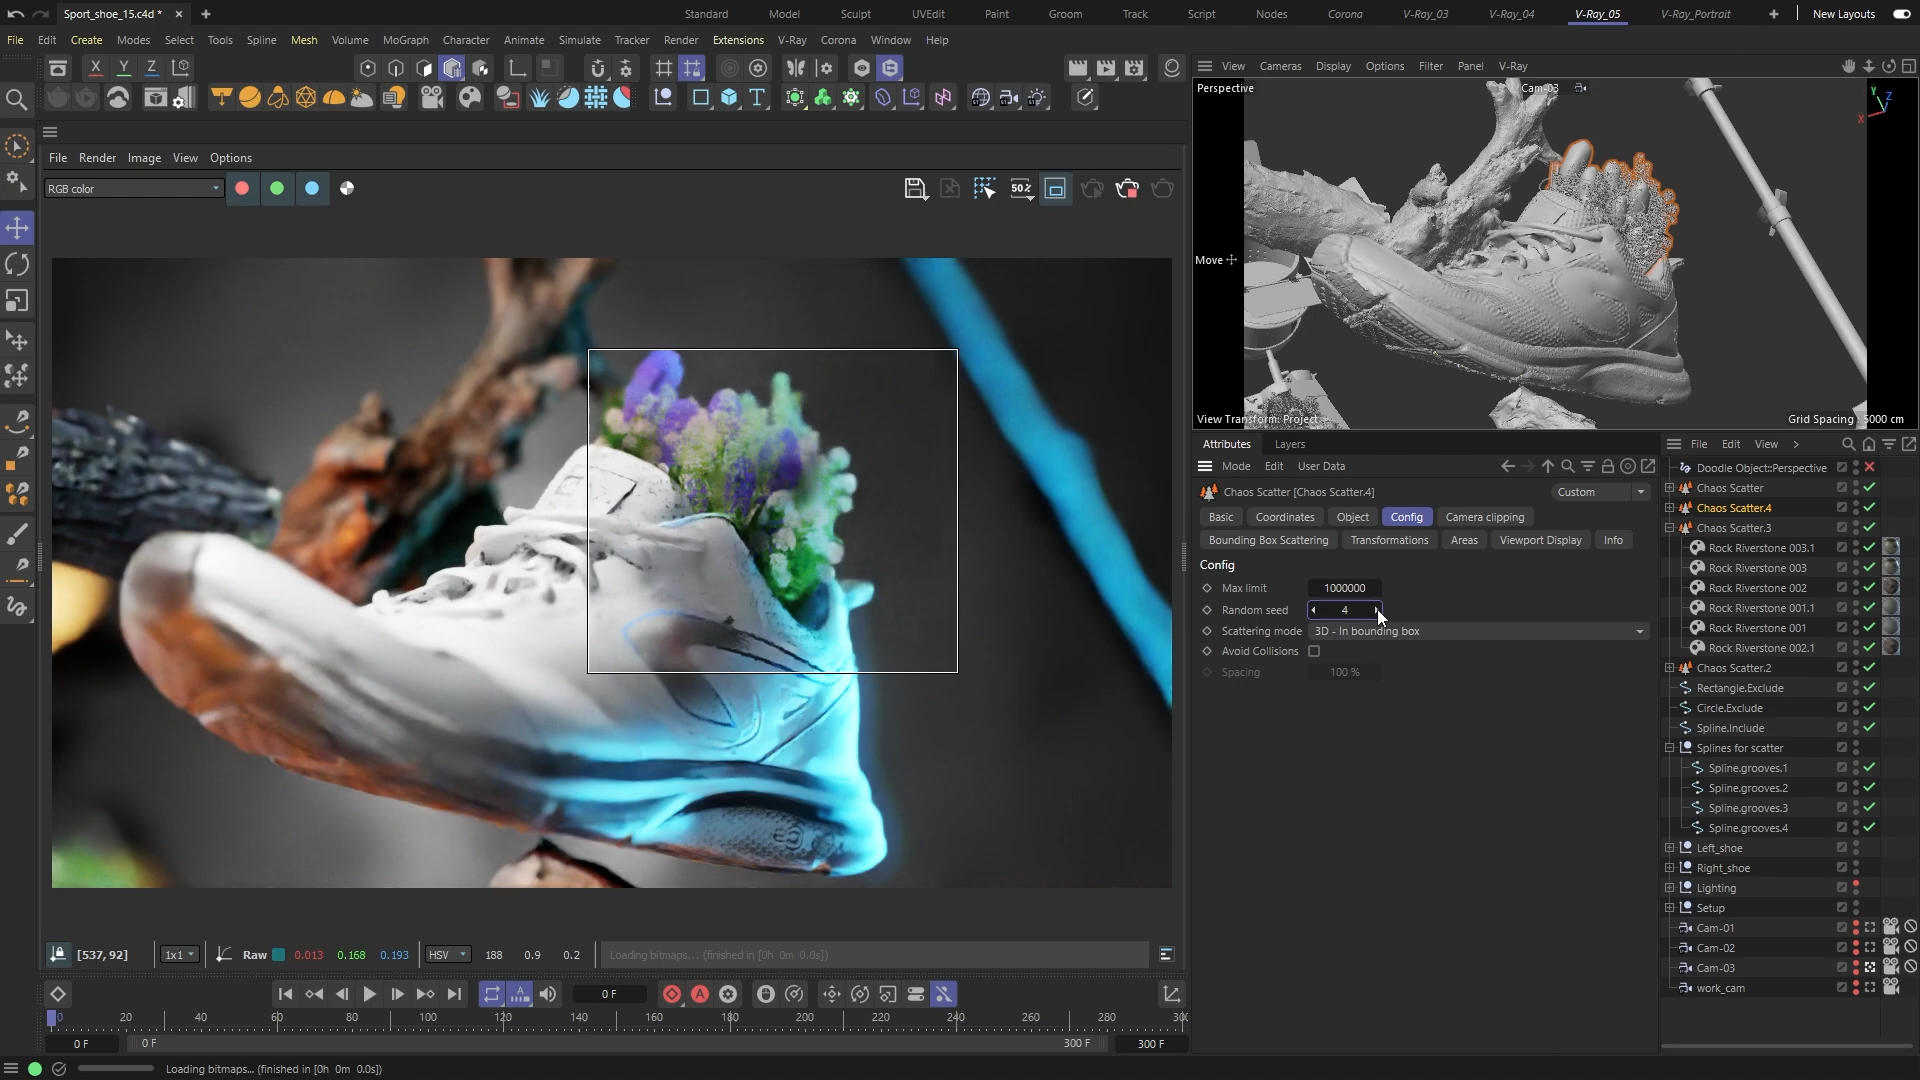 Sport_shoe_15.c4d * × +
Standard Model Sculpt UVEdit Paint Groom Track Script Nodes Corona V-Ray_03 V-Ray_04 V-Ray_05 V-Ray_Portrait + New Layouts
File Edit Create Modes Select Tools Spline Mesh Volume MoGraph Character Animate Simulate Tracker Render Extensions V-Ray Corona Window Help
X Y Z
View Cameras Display Options Filter Panel V-Ray
Perspective
Cam-03
Y Z X
File Render Image View Options
RGB color
50%
Move
View Transform: Project
Grid Spacing : 5000 cm
Attributes Layers
Mode Edit User Data
Chaos Scatter [Chaos Scatter.4]
Custom
Basic Coordinates Object Config Camera clipping
Bounding Box Scattering Transformations Areas Viewport Display Info
Config
Max limit 1000000
Random seed 4
Scattering mode 3D - In bounding box
Avoid Collisions
Spacing 100 %
File Edit View >
Doodle Object::Perspective
Chaos Scatter
Chaos Scatter.4
Chaos Scatter.3
Rock Riverstone 003.1
Rock Riverstone 003
Rock Riverstone 002
Rock Riverstone 001.1
Rock Riverstone 001
Rock Riverstone 002.1
Chaos Scatter.2
Rectangle.Exclude
Circle.Exclude
Spline.Include
Splines for scatter
Spline.grooves.1
Spline.grooves.2
Spline.grooves.3
Spline.grooves.4
Left_shoe
Right_shoe
Lighting
Setup
Cam-01
Cam-02
Cam-03
work_cam
[537, 92] 1x1 Raw 0.013 0.168 0.193 HSV 188 0.9 0.2 Loading bitmaps... (finished in [0h 0m 0.0s])
0 F
0 20 40 60 80 100 120 140 160 180 200 220 240 260 280 30
0 F 0 F 300 F 300 F
Loading bitmaps... (finished in [0h 0m 0.0s])